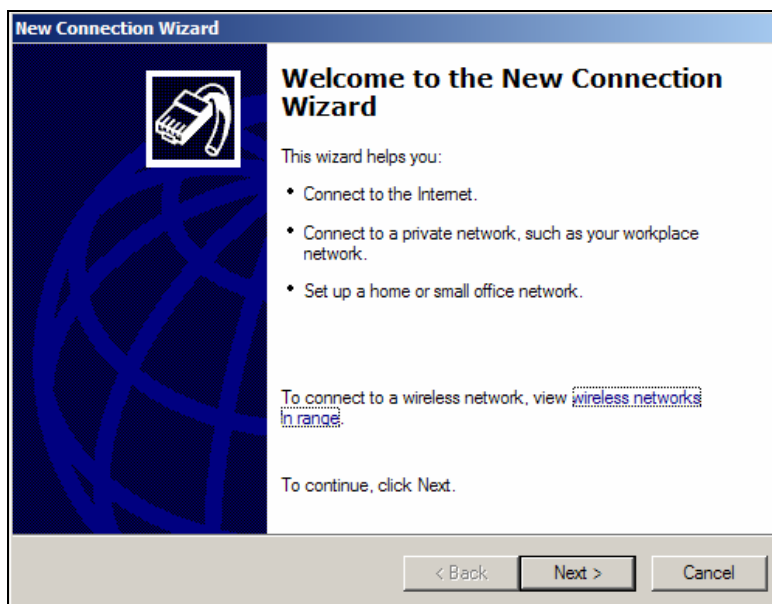 New Connection Wizard
Welcome to the New Connection
Wizard
This wizard helps you:
• Connect to the Internet.
• Connect to a private network, such as your workplace
network.
• Set up a home or small office network.
To connect to a wireless network, view wireless networks
in range.
To continue, click Next.
< Back
Next >
Cancel